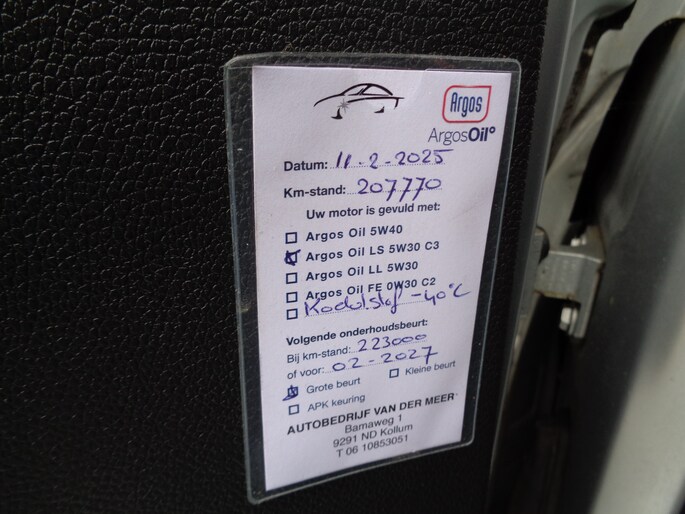 Argos
ArgosOil
Datum: 11-2-2025
Km-stand: 207770
Uw motor is gevuld met:
Argos Oil 5W40
Argos Oil LS 5W30 C3
Argos Oil LL 5W30
Argos Oil FE 0W30 C2
-40°C
Volgende onderhoudsbeurt:
Bij km-stand: 223000
of voor: 02-2027
Grote beurt Kleine beurt
APK keuring
AUTOBEDRIJF VAN DER MEER
Bamaweg 1
9291 ND Kollum
T 06 10853051